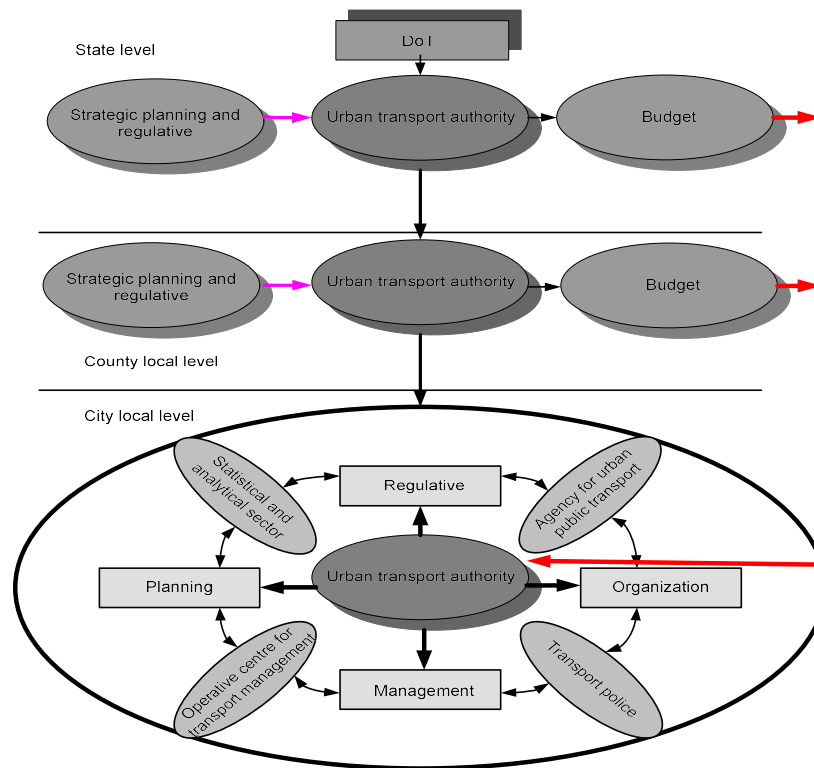 State level
DoT
Strategic planning and
regulative
Urban transport authority
Budget
Strategic planning and
regulative
Urban transport authority
Budget
County local level
City local level
Statistical and
analytical sector
Regulative
Agency for urban
public transport
Planning
Urban transport authority
Organization
Operative centre for
transport management
Management
Transport police